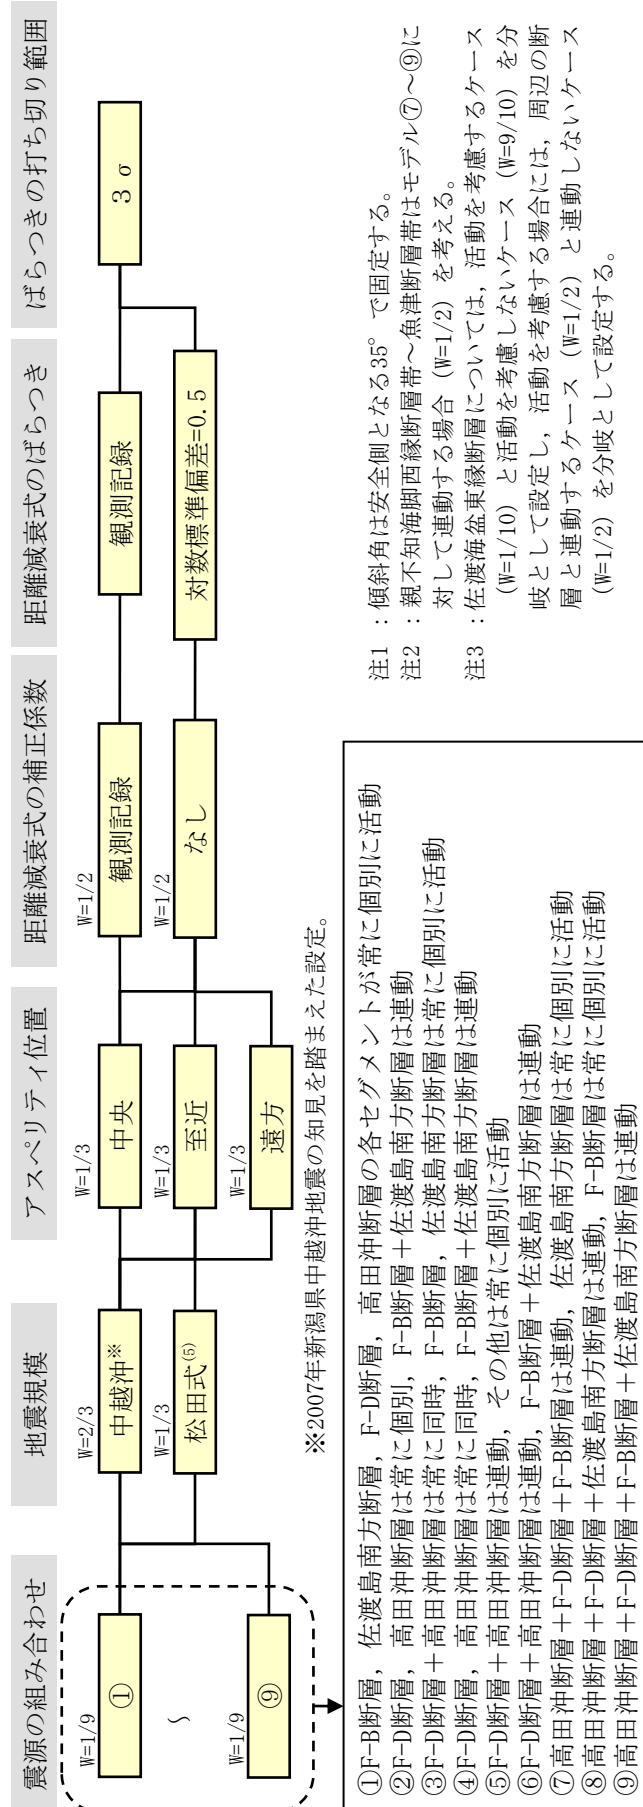 震源の組み合わせ
地震規模
アスペリティ位置
距離減衰式の補正係数
距離減衰式のばらつき
ばらつきの打ち切り範囲
W=1/9
①
～
W=1/9
⑨
W=2/3
中越沖※
W=1/3
松田式(5)
W=1/3
中央
W=1/3
至近
W=1/3
遠方
W=1/2
観測記録
W=1/2
なし
観測記録
対数標準偏差=0.5
3σ
※2007年新潟県中越沖地震の知見を踏まえた設定。
①F-B断層，佐渡島南方断層，F-D断層，高田沖断層の各セグメントが常に個別に活動
②F-D断層，高田沖断層は常に個別，F-B断層＋佐渡島南方断層は連動
③F-D断層＋高田沖断層は常に同時，F-B断層，佐渡島南方断層は常に個別に活動
④F-D断層，高田沖断層は常に同時，F-B断層＋佐渡島南方断層は連動
⑤F-D断層＋高田沖断層は連動，その他は常に個別に活動
⑥F-D断層＋高田沖断層は連動，F-B断層＋佐渡島南方断層は連動
⑦高田沖断層＋F-D断層＋F-B断層は連動，佐渡島南方断層は常に個別に活動
⑧高田沖断層＋F-D断層＋佐渡島南方断層は連動，F-B断層は常に個別に活動
⑨高田沖断層＋F-D断層＋F-B断層＋佐渡島南方断層は連動
注1：傾斜角は安全側となる35°で固定する。
注2：親不知海脚西縁断層帯～魚津断層帯はモデル⑦～⑨に
対して連動する場合（W=1/2）を考える。
注3：佐渡海盆東縁断層については，活動を考慮するケース
（W=1/10）と活動を考慮しないケース（W=9/10）を分
岐として設定し，活動を考慮する場合には，周辺の断
層と連動するケース（W=1/2）と連動しないケース
（W=1/2）を分岐として設定する。